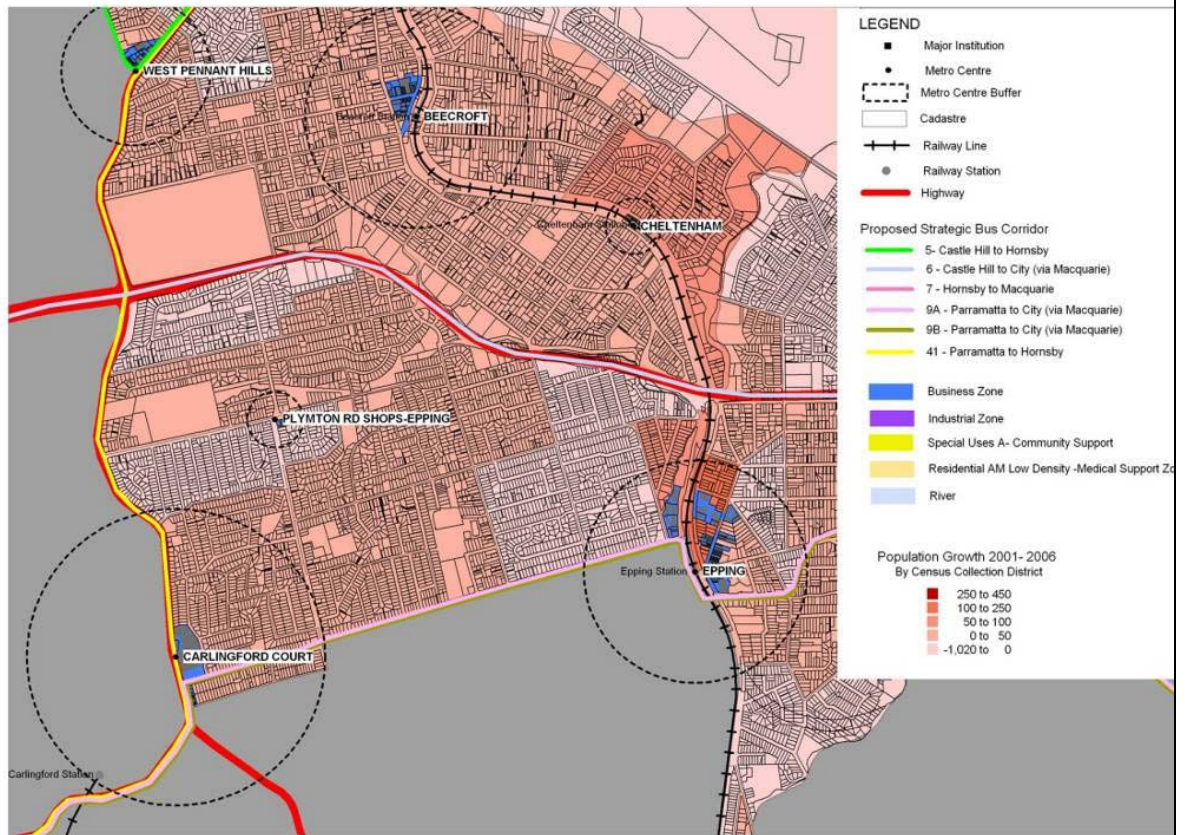 WEST PENNANT HILLS
Beecroft Station
BEECROFT
Cheltenham Station
CHELTENHAM
PLYMTON RD SHOPS-EPPING
Epping Station
EPPING
CARLINGFORD COURT
Carlingford Station
LEGEND
Major Institution
Metro Centre
Metro Centre Buffer
Cadastre
Railway Line
Railway Station
Highway
Proposed Strategic Bus Corridor
5- Castle Hill to Hornsby
6 - Castle Hill to City (via Macquarie)
7 - Hornsby to Macquarie
9A - Parramatta to City (via Macquarie)
9B - Parramatta to City (via Macquarie)
41 - Parramatta to Hornsby
Business Zone
Industrial Zone
Special Uses A- Community Support
Residential AM Low Density -Medical Support Zo
River
Population Growth 2001- 2006
By Census Collection District
250 to 450
100 to 250
50 to 100
0 to 50
-1,020 to 0